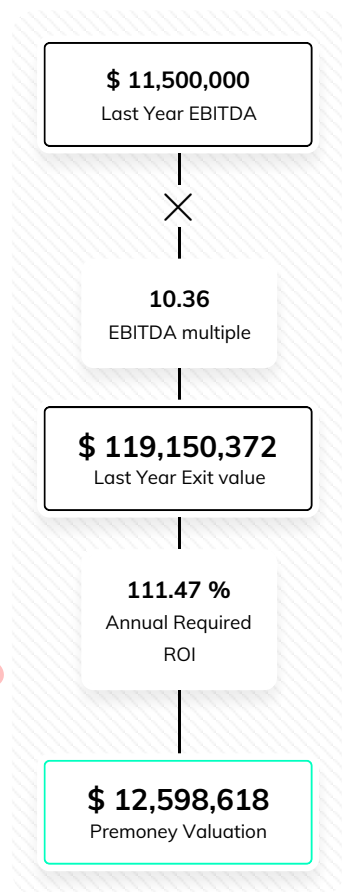 $ 11,500,000
Last Year EBITDA
10.36
EBITDA multiple
$ 119,150,372
Last Year Exit value
111.47 %
Annual Required
ROI
$ 12,598,618
Premoney Valuation